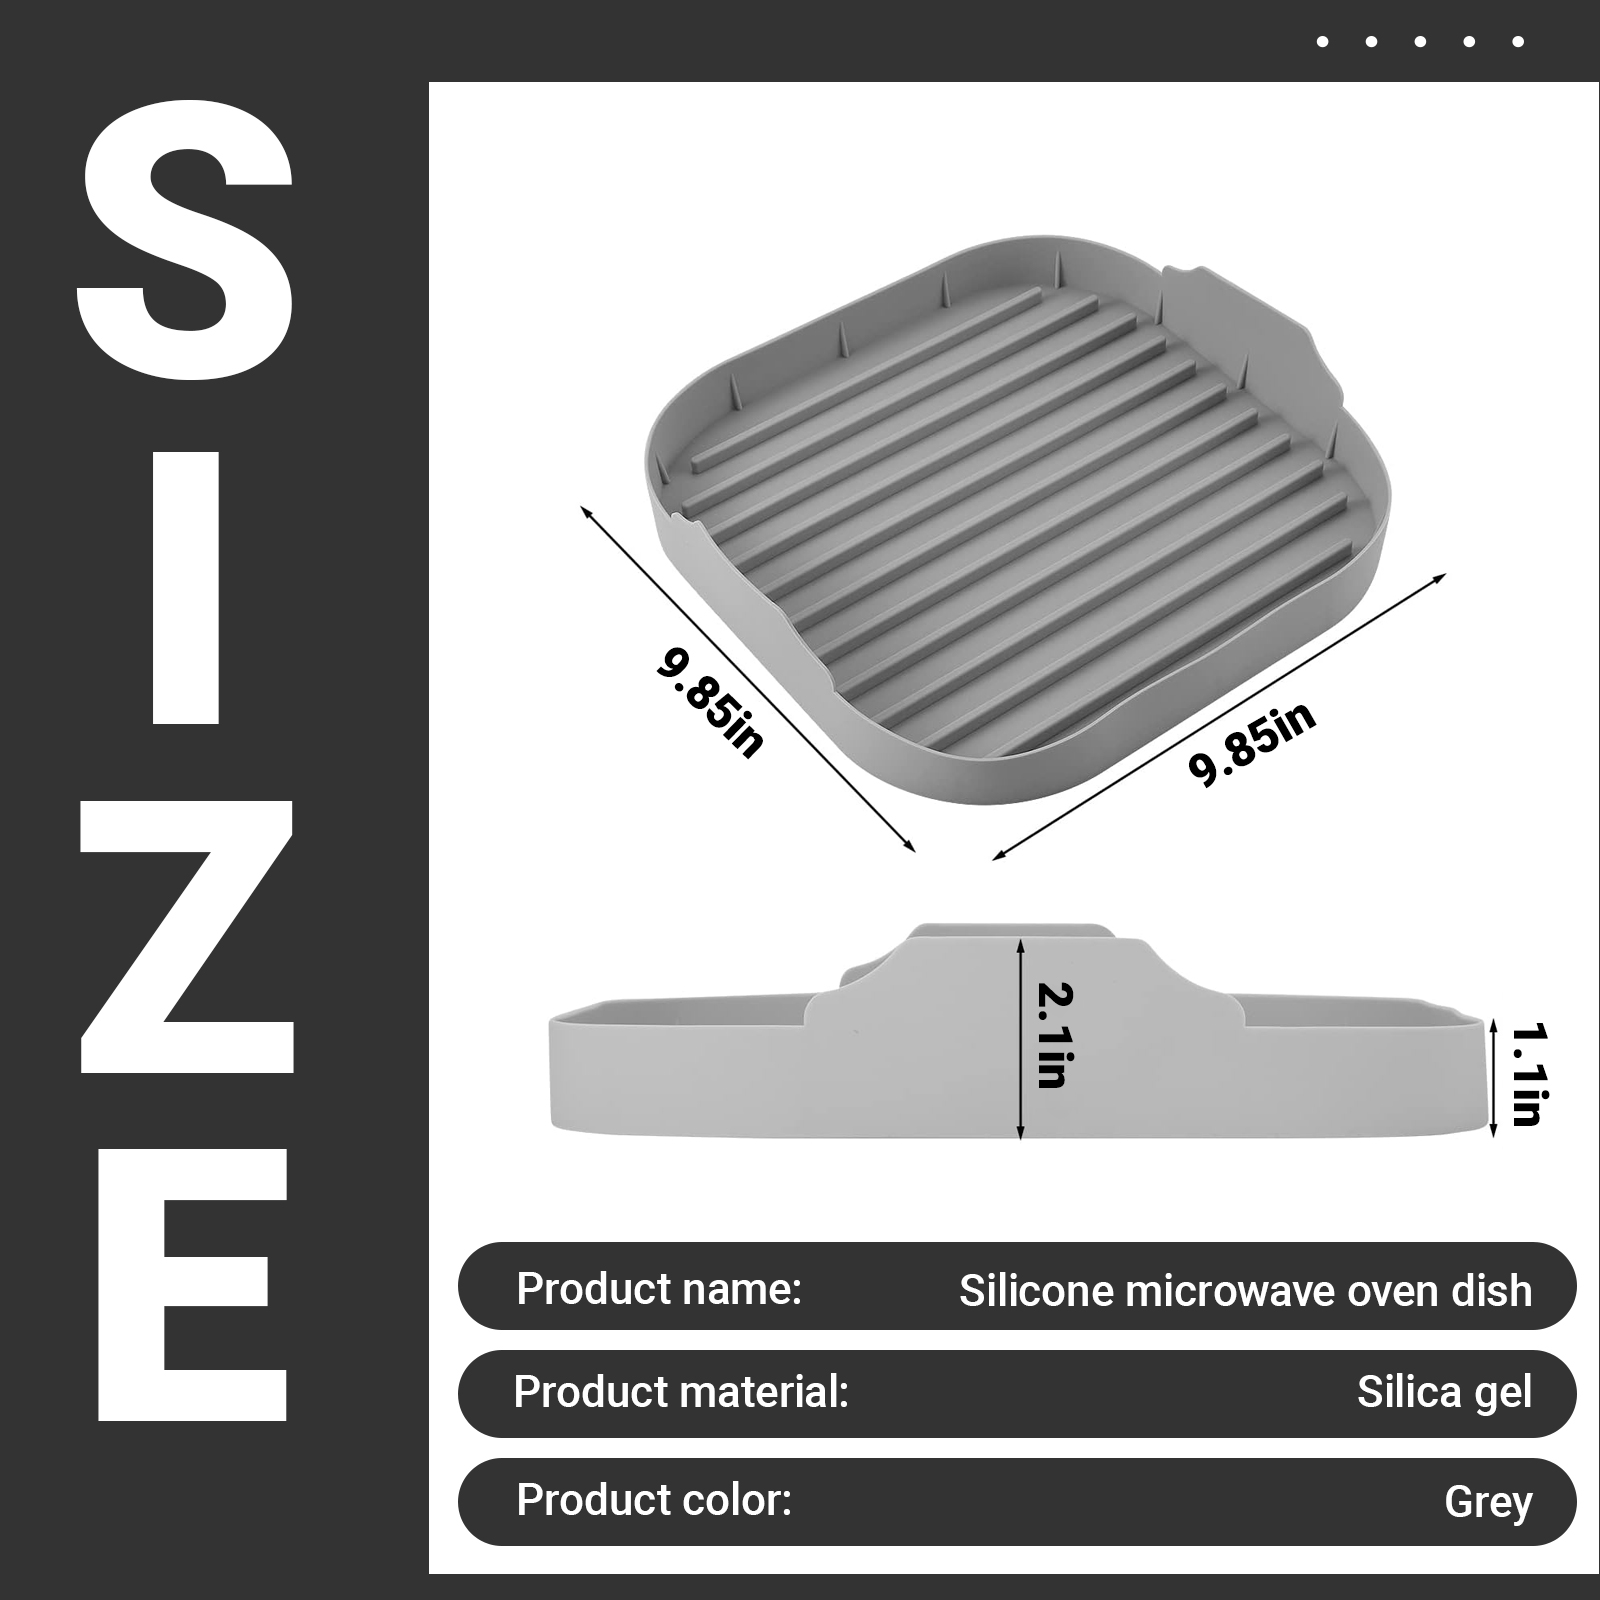 SIZE
9.85in
9.85in
2.1in
1.1in
Product name: Silicone microwave oven dish
Product material: Silica gel
Product color: Grey